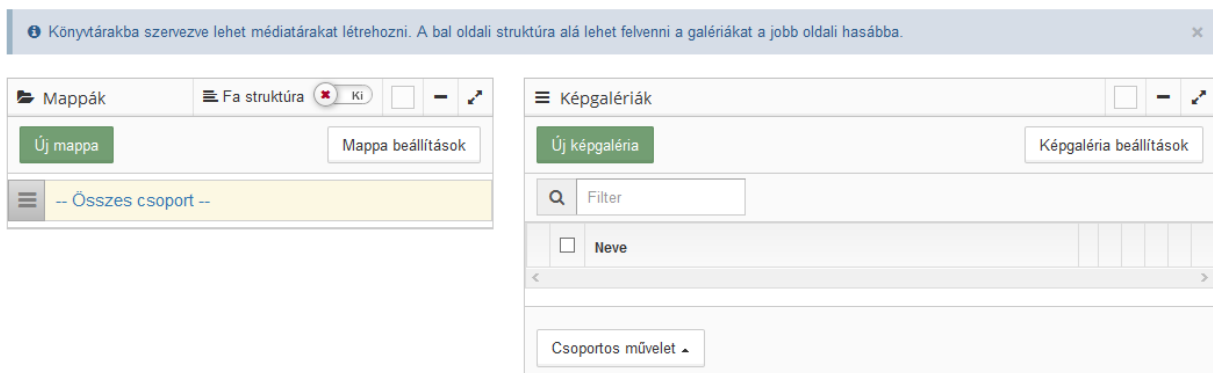 Könyvtárakba szervezve lehet médiatárakat létrehozni. A bal oldali struktúra alá lehet felvenni a galériákat a jobb oldali hasábba.
Mappák
Fa struktúra
Ki
Új mappa
Mappa beállítások
-- Összes csoport --
Képgalériák
Új képgaléria
Képgaléria beállítások
Filter
Neve
Csoportos művelet